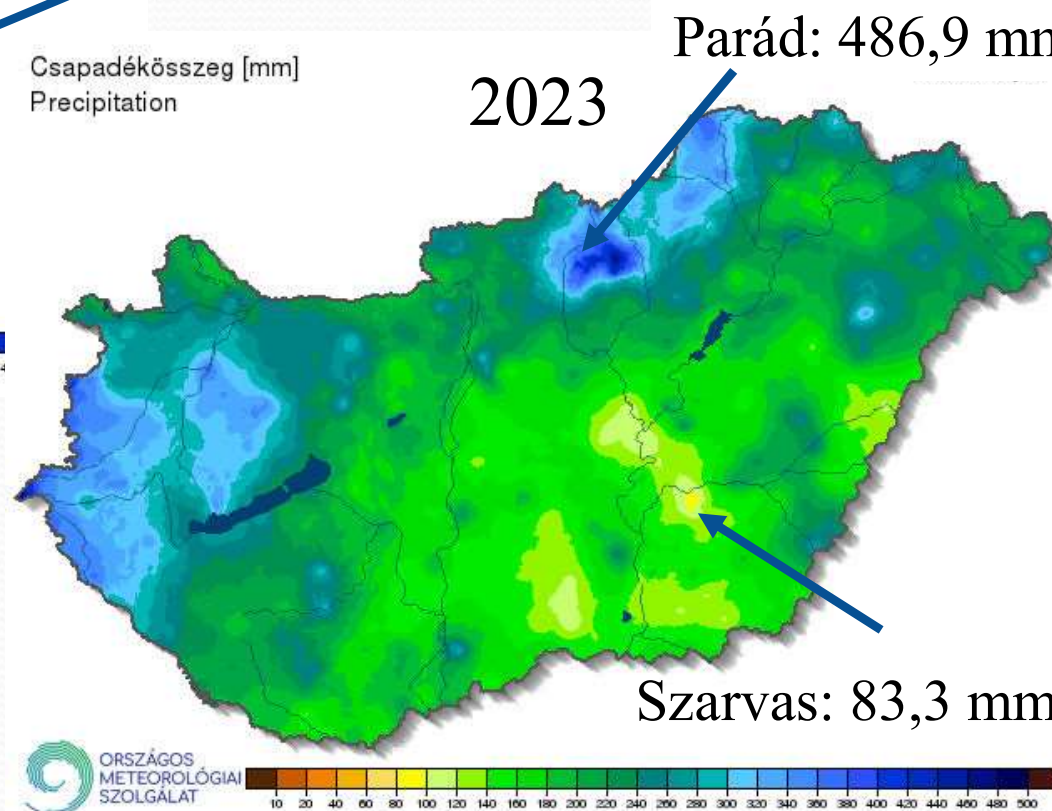 Parád: 486,9 mm
Csapadékösszeg [mm]
Precipitation
2023
Szarvas: 83,3 mm
ORSZÁGOS
METEOROLÓGIAI
SZOLGÁLAT
10 20 40 60 80 100 120 140 160 180 200 220 240 260 280 300 320 340 360 380 400 420 440 460 480 500